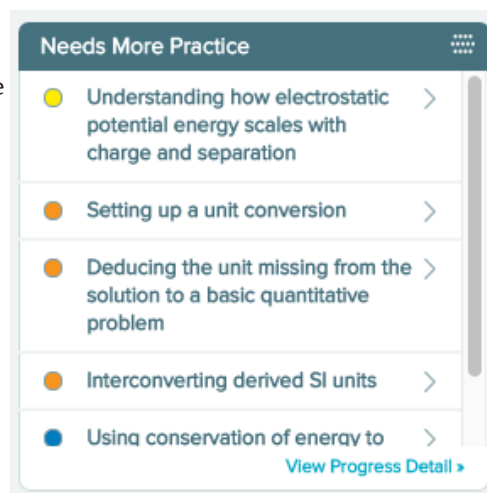 Needs More Practice
e
Understanding how electrostatic
potential energy scales with
charge and separation
Setting up a unit conversion
Deducing the unit missing from the
solution to a basic quantitative
problem
Interconverting derived SI units
Using conservation of energy to
View Progress Detail »